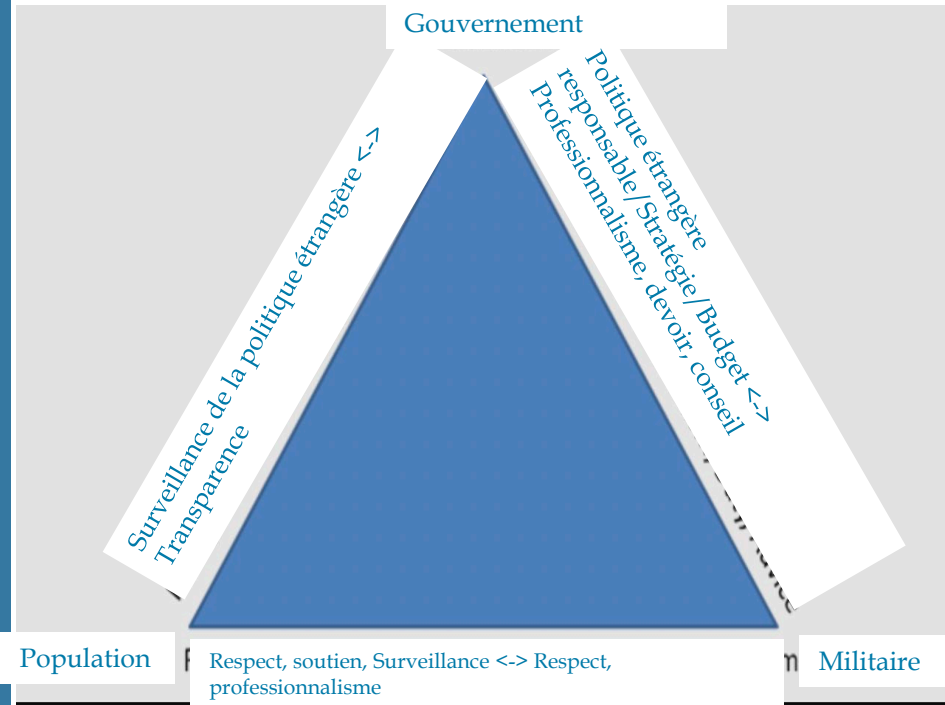 Gouvernement
Surveillance de la politique étrangère <->
Transparence
Politique étrangère
responsable/Stratégie/Budget <->
Professionnalisme, devoir, conseil
Population
Respect, soutien, Surveillance <-> Respect,
professionnalisme
Militaire